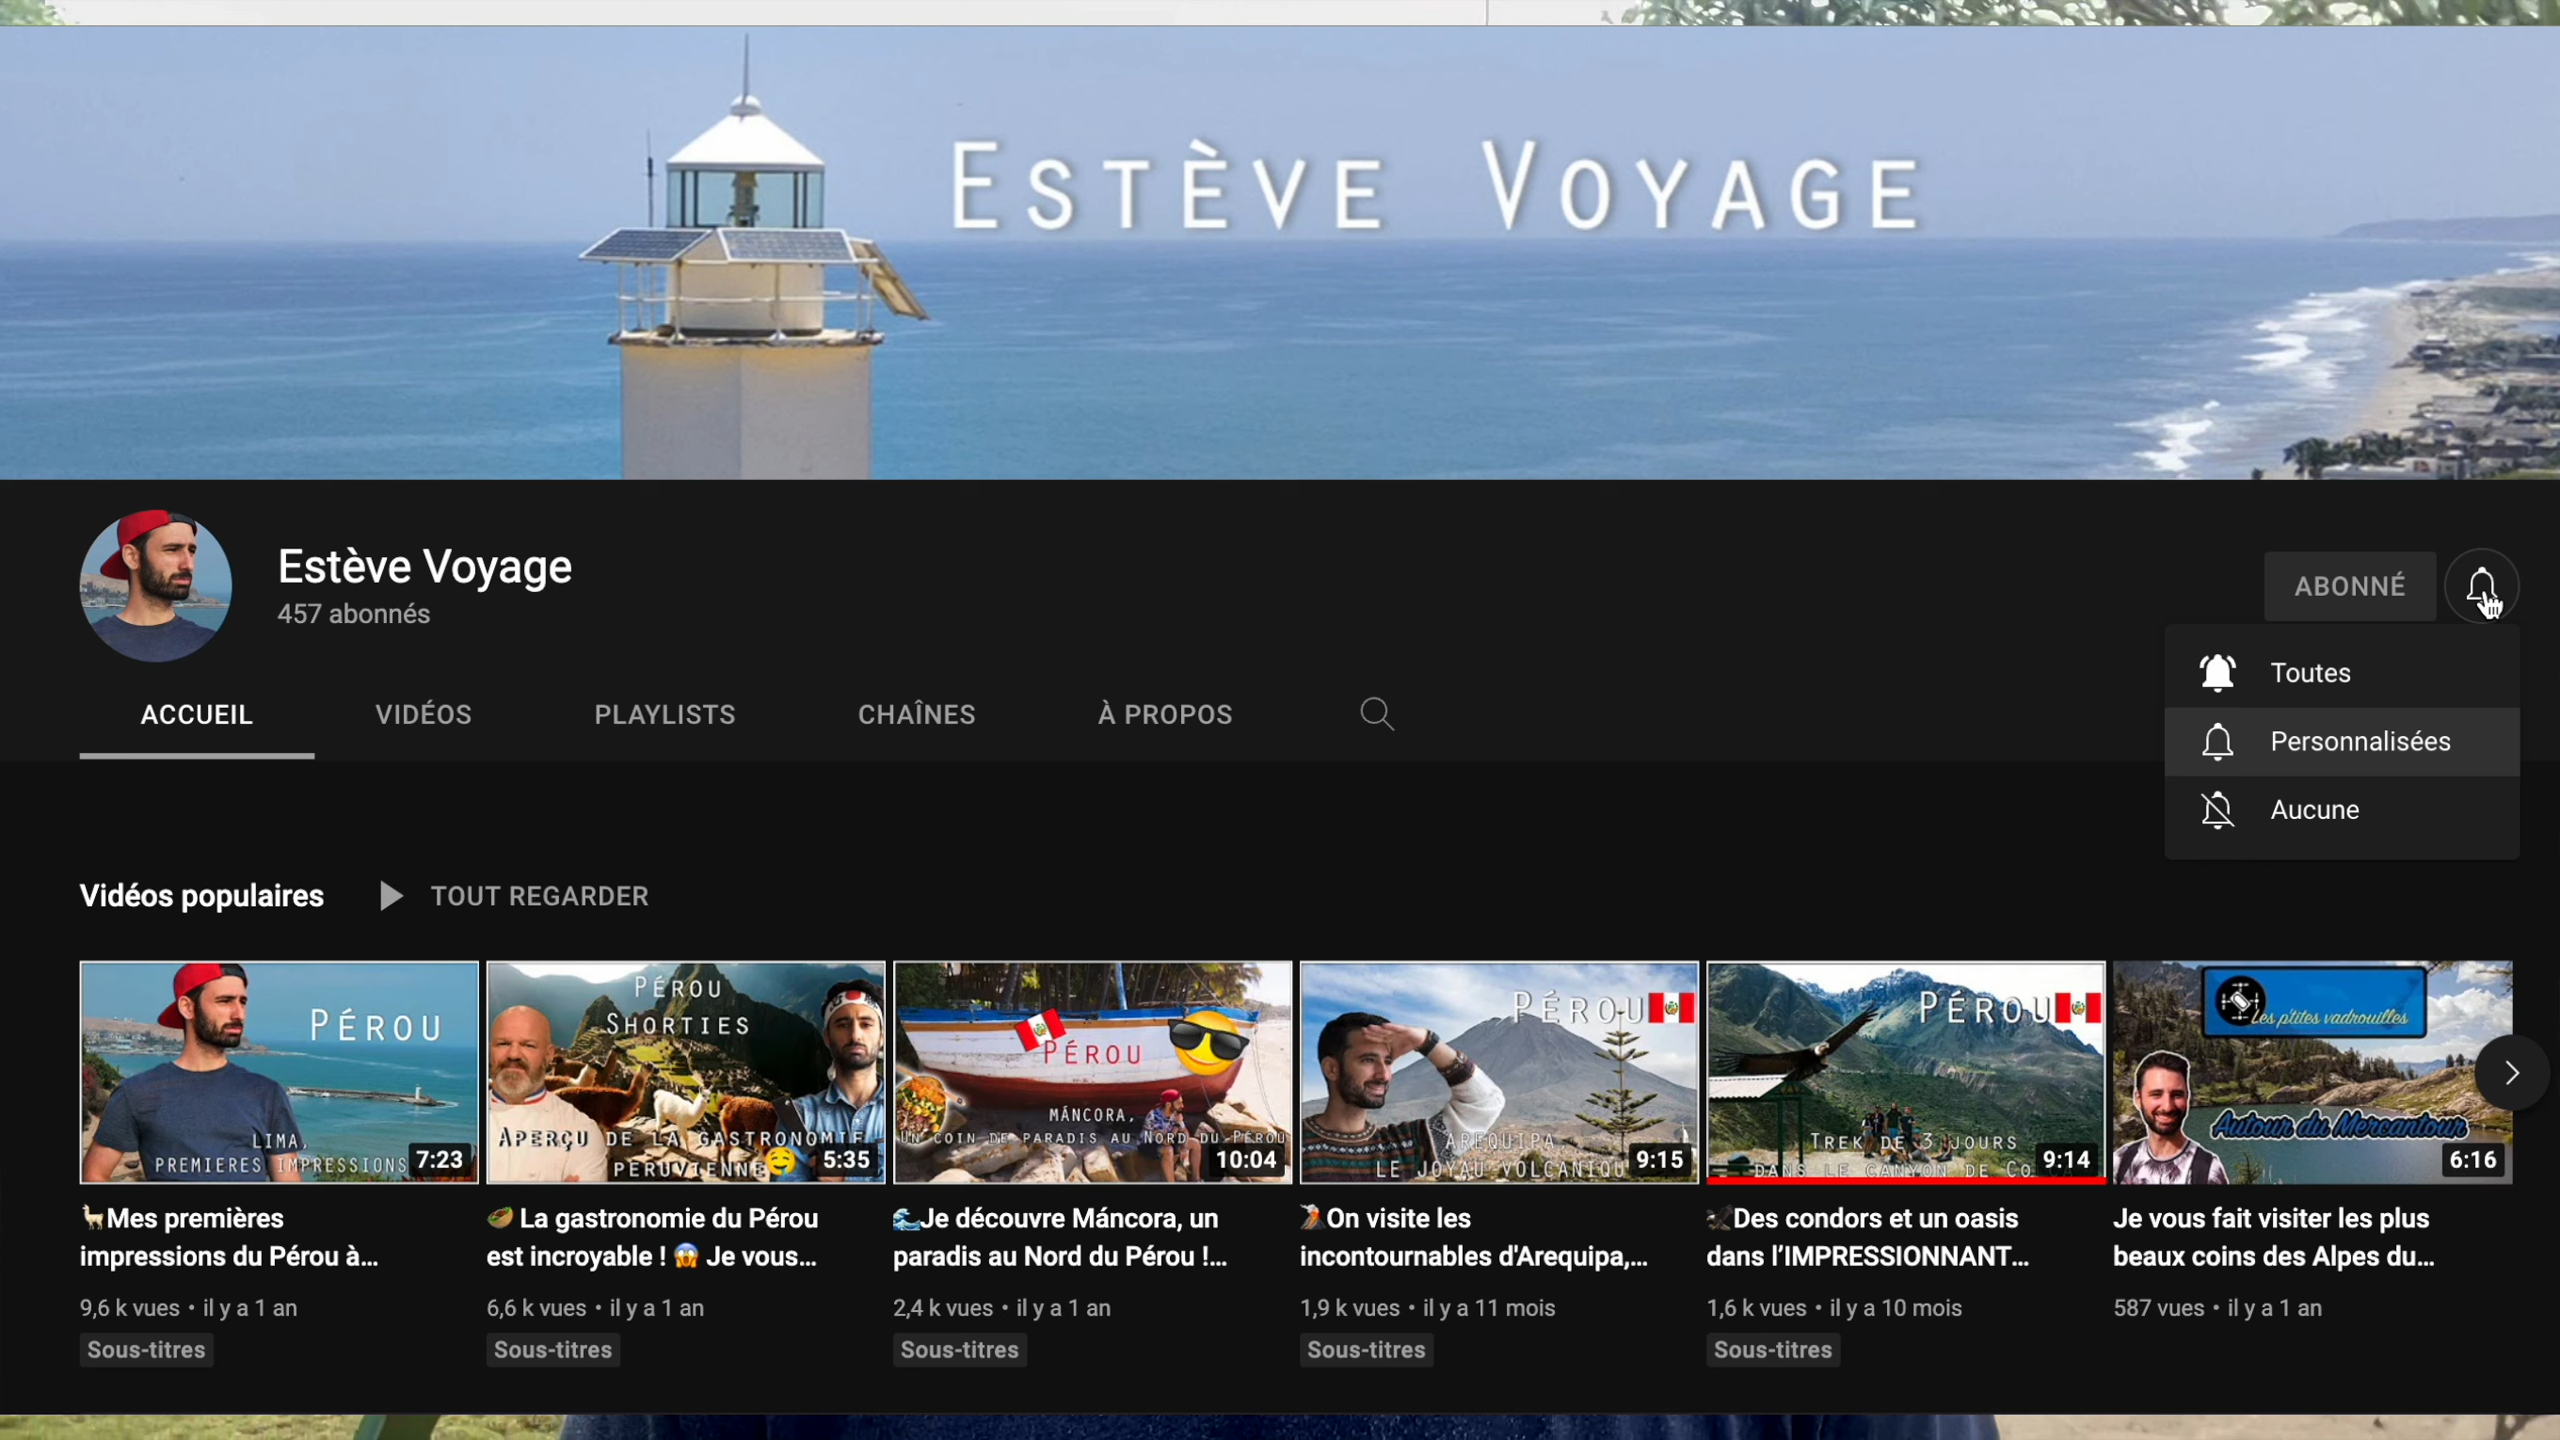 ESTÈVE VOYAGE
Estève Voyage
457 abonnés
ABONNÉ
Toutes
Personnalisées
Aucune
ACCUEIL
VIDÉOS
PLAYLISTS
CHAÎNES
À PROPOS
Vidéos populaires
TOUT REGARDER
PÉROU
LIMA,
PREMIERES IMPRESSIONS
7:23
🦙Mes premières
impressions du Pérou à...
9,6 k vues • il y a 1 an
Sous-titres
PÉROU
SHORTIES
APERÇU DE LA GASTRONOMIE
PERUVIENNE
5:35
🥙 La gastronomie du Pérou
est incroyable ! 😱 Je vous...
6,6 k vues • il y a 1 an
Sous-titres
PÉROU
MÁNCORA,
UN COIN DE PARADIS AU NORD DU PÉROU
10:04
🌊Je découvre Máncora, un
paradis au Nord du Pérou !...
2,4 k vues • il y a 1 an
Sous-titres
PÉROU
AREQUIPA
LE JOYAU VOLCANIQU
9:15
🌋On visite les
incontournables d'Arequipa,...
1,9 k vues • il y a 11 mois
Sous-titres
PÉROU
TREK DE 3 JOURS
DANS LE CANYON DE CO
9:14
Des condors et un oasis
dans l’IMPRESSIONNANT...
1,6 k vues • il y a 10 mois
Sous-titres
Les ptites vadrouilles
Autour du Mercantour
6:16
Je vous fait visiter les plus
beaux coins des Alpes du...
587 vues • il y a 1 an